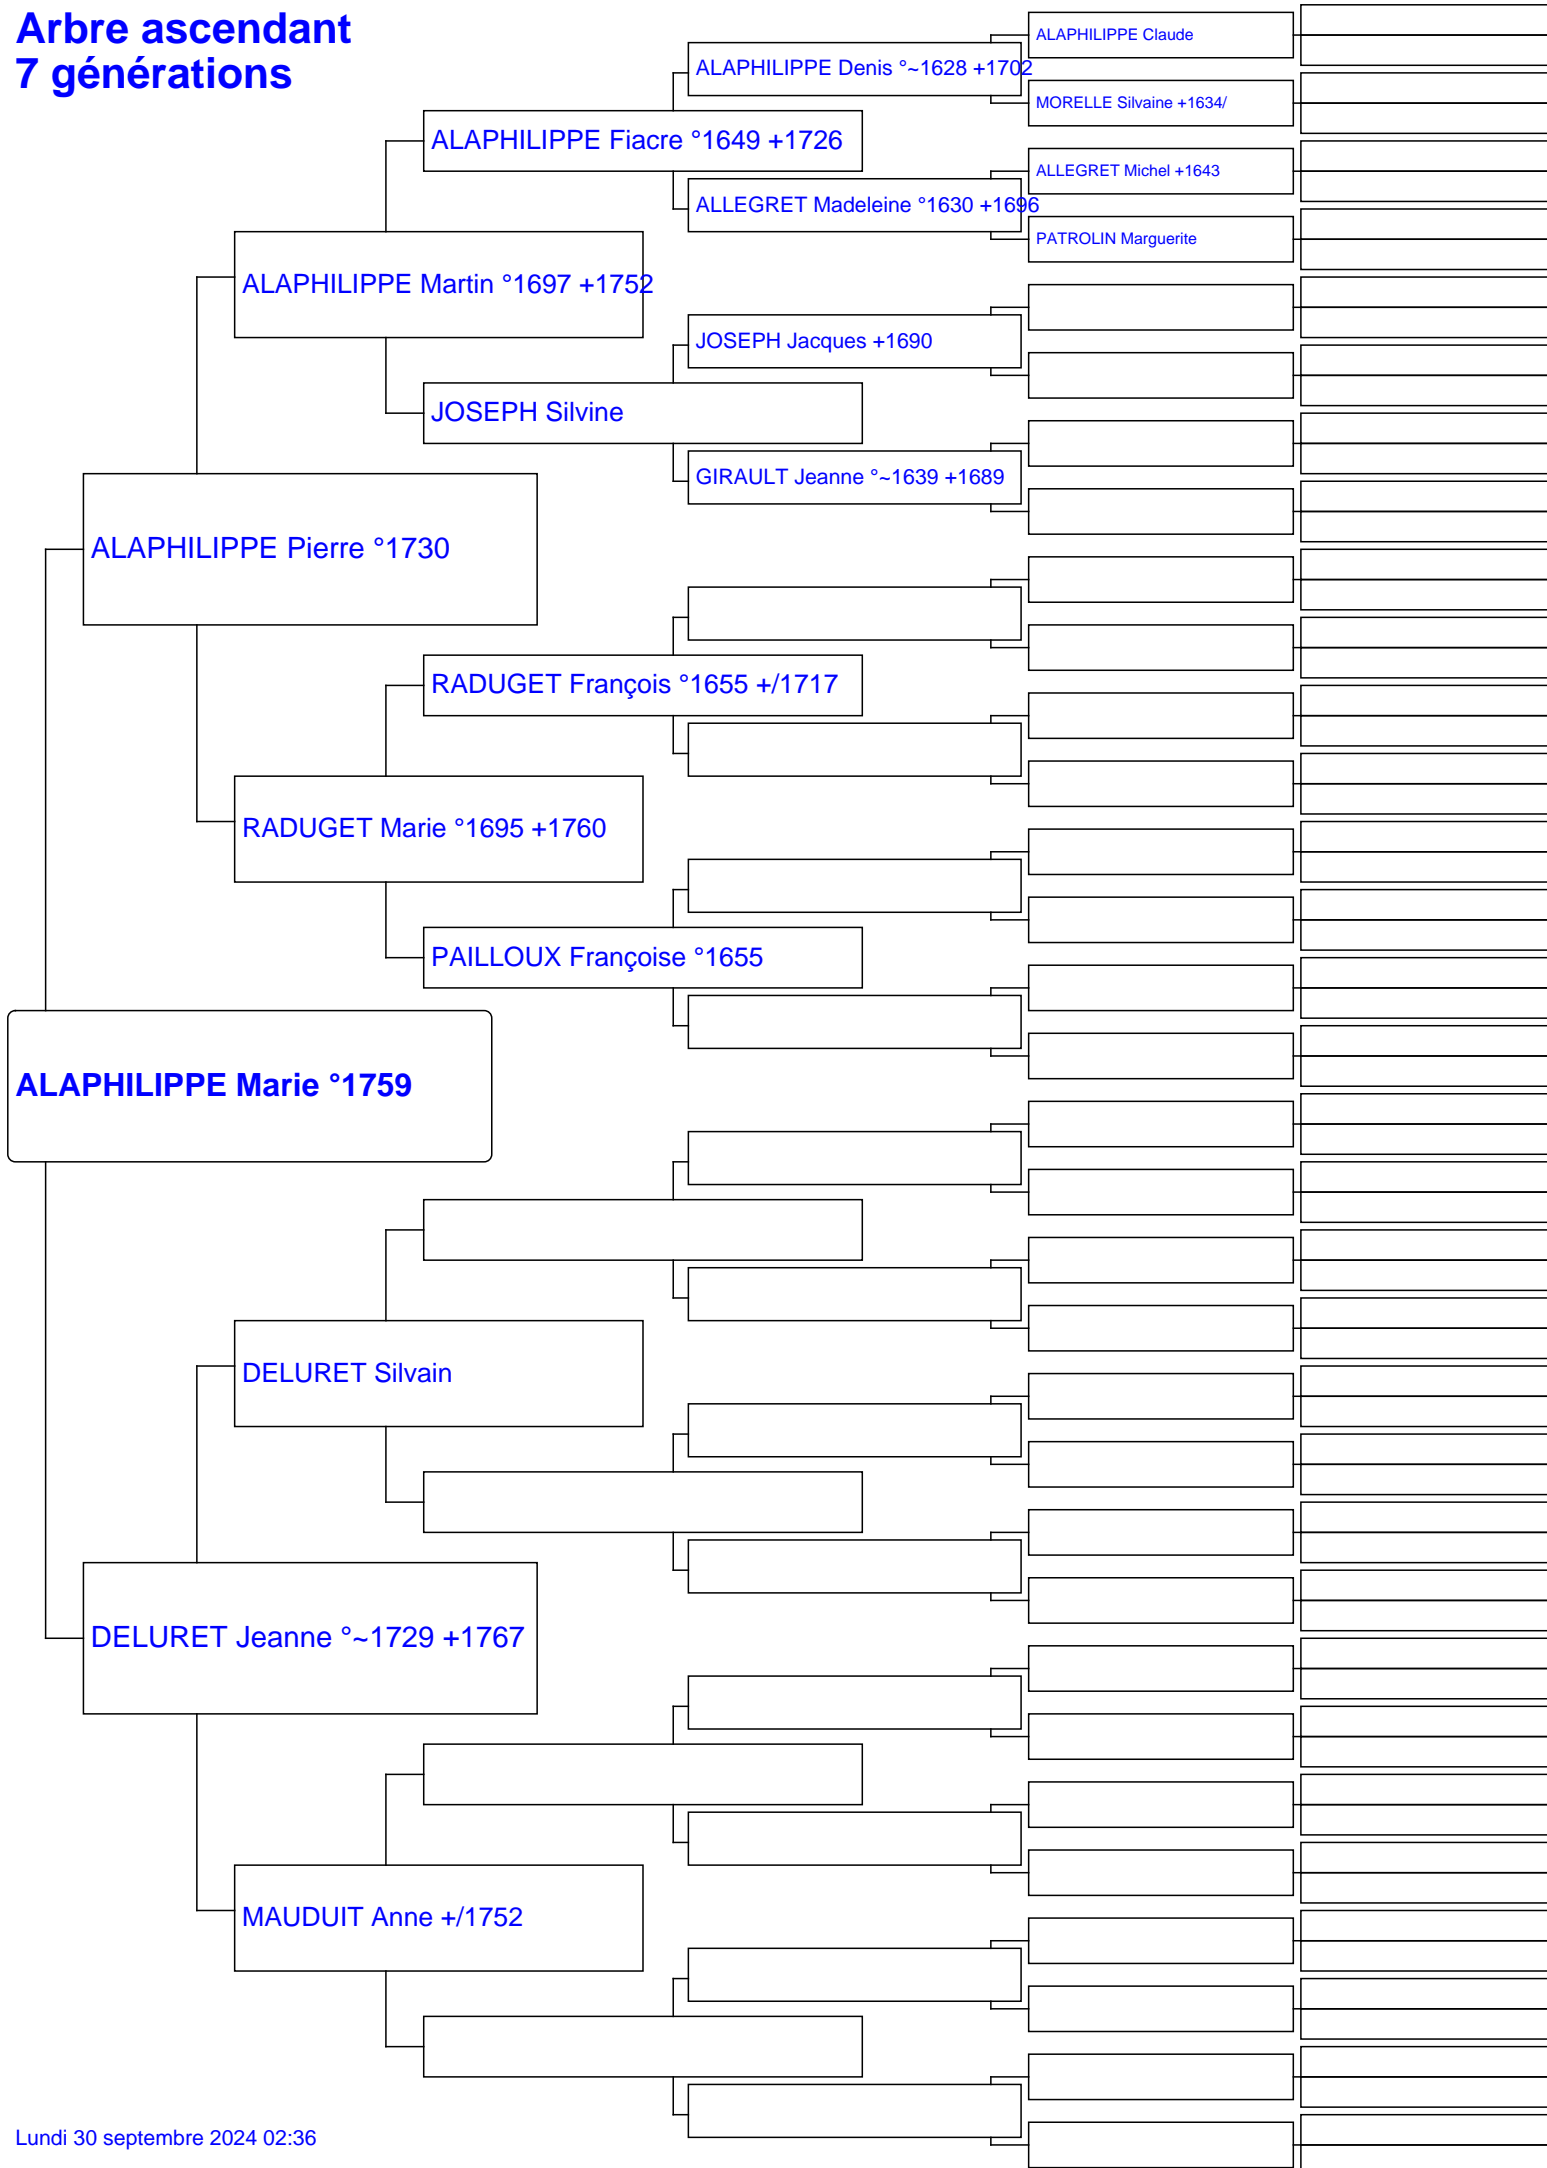 Arbre ascendant
7 générations
ALAPHILIPPE Claude
ALAPHILIPPE Denis °~1628 +1702
MORELLE Silvaine +1634/
ALAPHILIPPE Fiacre °1649 +1726
ALLEGRET Michel +1643
ALLEGRET Madeleine °1630 +1696
PATROLIN Marguerite
ALAPHILIPPE Martin °1697 +1752
JOSEPH Jacques +1690
JOSEPH Silvine
GIRAULT Jeanne °~1639 +1689
ALAPHILIPPE Pierre °1730
RADUGET François °1655 +/1717
RADUGET Marie °1695 +1760
PAILLOUX Françoise °1655
ALAPHILIPPE Marie °1759
DELURET Silvain
DELURET Jeanne °~1729 +1767
MAUDUIT Anne +/1752
Lundi 30 septembre 2024 02:36